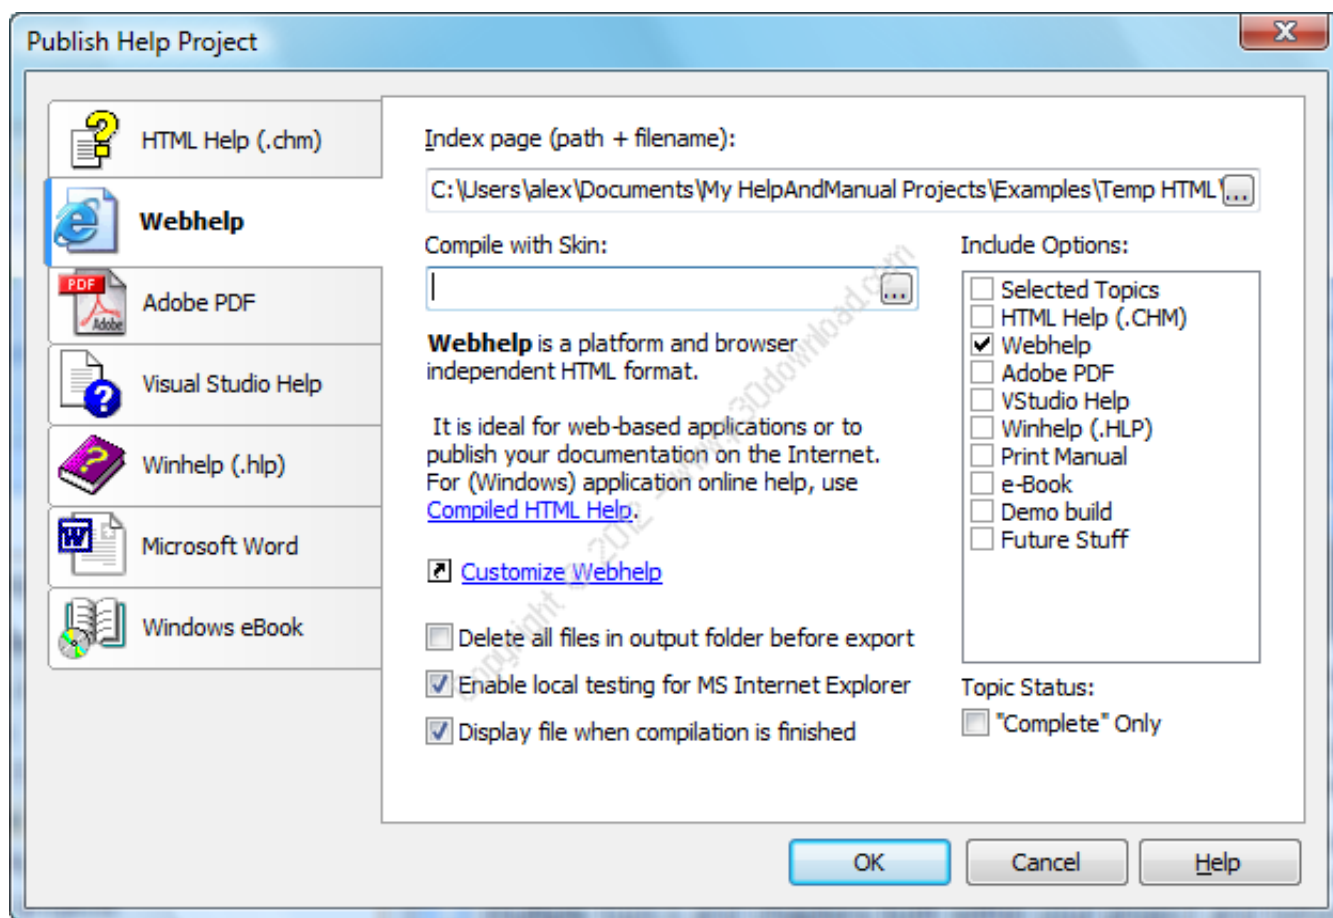 Publish Help Project
HTML Help (.chm)
Webhelp
PDF
Adobe
Adobe PDF
Visual Studio Help
Winhelp (.hlp)
W
Microsoft Word
Windows eBook
Index page (path + filename):
C:\Users\alex\Documents\My HelpAndManual Projects\Examples\Temp HTML\
...
Compile with Skin:
...
Webhelp is a platform and browser
independent HTML format.
It is ideal for web-based applications or to
publish your documentation on the Internet.
For (Windows) application online help, use
Compiled HTML Help.
Customize Webhelp
Delete all files in output folder before export
Enable local testing for MS Internet Explorer
Display file when compilation is finished
Include Options:
Selected Topics
HTML Help (.CHM)
Webhelp
Adobe PDF
VStudio Help
Winhelp (.HLP)
Print Manual
e-Book
Demo build
Future Stuff
Topic Status:
"Complete" Only
OK
Cancel
Help
Copyright © 2012 - www.p30download.com